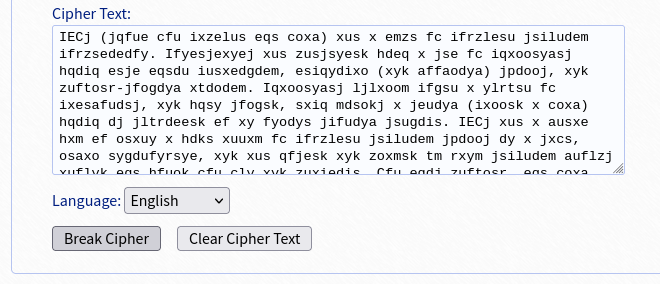 Cipher Text:
IECj (jqfue cfu ixzelus eqs coxa) xus x emzs fc ifrzlesu jsiludem
ifrzsededfy. Ifyesjexyej xus zusjsyesk hdeq x jse fc iqxoosyasj
hqdiq esje eqsdu iusxedgdem, esiqydixo (xyk affaodya) jpdooj, xyk
zuftosr-jfogdya xtdodem. Iqxoosyasj ljlxoom ifgsu x ylrtsu fc
ixesafudsj, xyk hqsy jfogsk, sxiq mdsokj x jeudya (ixoosk x coxa)
hqdiq dj jltrdeesk ef xy fyodys jifudya jsugdis. IECj xus x ausxe
hxm ef osxuy x hdks xuuxm fc ifrzlesu jsiludem jpdooj dy x jxcs,
osaxo sygdufyrsye, xyk xus qfjesk xyk zoxmsk tm rxym jsiludem auflzj
Language:
English
Break Cipher
Clear Cipher Text